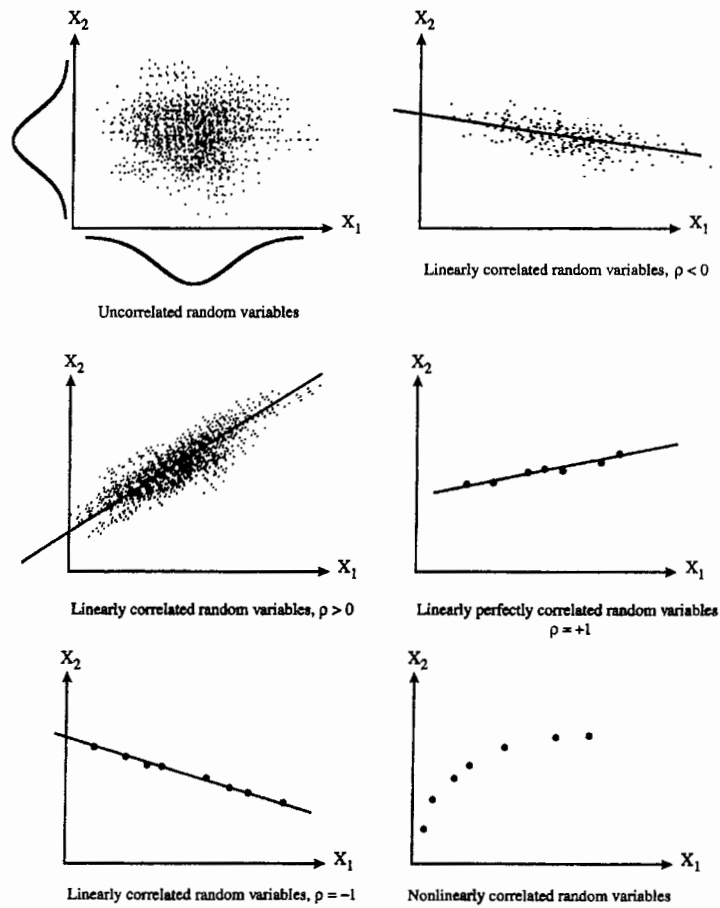 X2
X1
Uncorrelated random variables
X2
X1
Linearly correlated random variables, ρ < 0
X2
X1
Linearly correlated random variables, ρ > 0
X2
X1
Linearly perfectly correlated random variables
ρ = +1
X2
X1
Linearly correlated random variables, ρ = −1
X2
X1
Nonlinearly correlated random variables